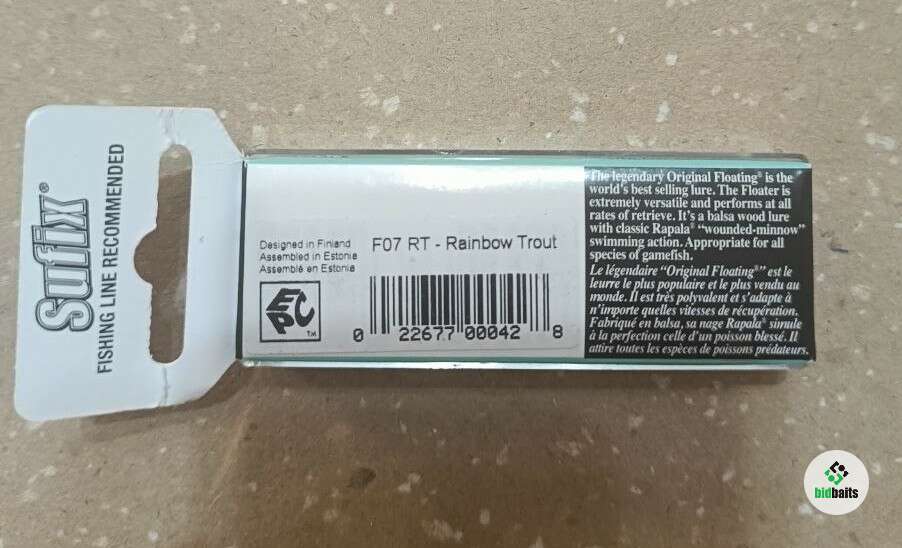 Sufix®
FISHING LINE RECOMMENDED
Designed in Finland
Assembled in Estonia
Assemblé en Estonie
F07 RT - Rainbow Trout
EPC™
0 22677 00042 8
The legendary Original Floating® is the
world's best selling lure. The Floater is
extremely versatile and performs at all
rates of retrieve. It's a balsa wood lure
with classic Rapala® "wounded-minnow"
swimming action. Appropriate for all
species of gamefish.
Le légendaire "Original Floating®" est le
leurre le plus populaire et le plus vendu au
monde. Il est très polyvalent et s'adapte à
n'importe quelles vitesses de récupération.
Fabriqué en balsa, sa nage Rapala® simule
à la perfection celle d'un poisson blessé. Il
attire toutes les espèces de poissons prédateurs.
bidbaits